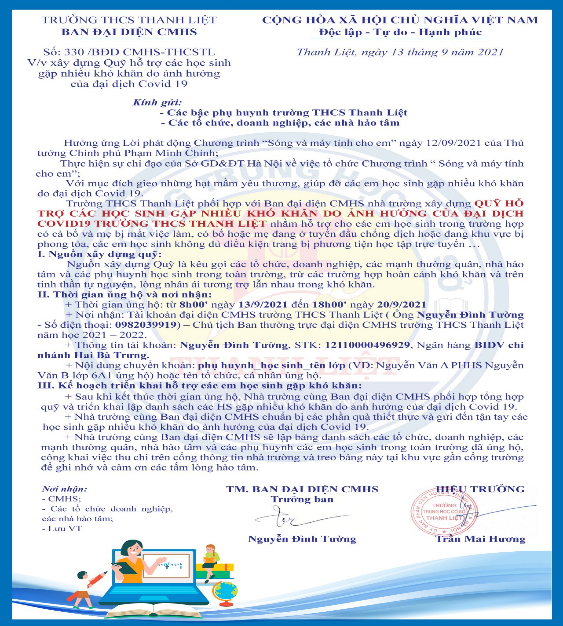 TRƯỜNG THCS THANH LIỆT
BAN ĐẠI DIỆN CMHS
CỘNG HÒA XÃ HỘI CHỦ NGHĨA VIỆT NAM
Độc lập - Tự do - Hạnh phúc
Số: 330 /BĐD CMHS-THCSTL
V/v xây dựng Quỹ hỗ trợ các học sinh
gặp nhiều khó khăn do ảnh hưởng
của đại dịch Covid 19
Thanh Liệt, ngày 13 tháng 9 năm 2021
Kính gửi:
- Các bậc phụ huynh trường THCS Thanh Liệt
- Các tổ chức, doanh nghiệp, các nhà hảo tâm
Hưởng ứng Lời phát động Chương trình “Sóng và máy tính cho em” ngày 12/09/2021 của Thủ
tướng Chính phủ Phạm Minh Chính;
Thực hiện sự chỉ đạo của Sở GD&ĐT Hà Nội về việc tổ chức Chương trình “ Sóng và máy tính
cho em”;
Với mục đích gieo những hạt mầm yêu thương, giúp đỡ các em học sinh gặp nhiều khó khăn
do đại dịch Covid 19.
Trường THCS Thanh Liệt phối hợp với Ban đại diện CMHS nhà trường xây dựng QUỸ HỖ
TRỢ CÁC HỌC SINH GẶP NHIỀU KHÓ KHĂN DO ẢNH HƯỞNG CỦA ĐẠI DỊCH
COVID19 TRƯỜNG THCS THANH LIỆT nhằm hỗ trợ cho các em học sinh trong trường hợp
có cả bố và mẹ bị mất việc làm, có bố hoặc mẹ đang ở tuyến đầu chống dịch hoặc đang khu vực bị
phong tỏa, các em học sinh không đủ điều kiện trang bị phương tiện học tập trực tuyến …
I. Nguồn xây dựng quỹ:
Nguồn xây dựng Quỹ là kêu gọi các tổ chức, doanh nghiệp, các mạnh thường quân, nhà hảo
tâm và các phụ huynh học sinh trong toàn trường, trừ các trường hợp hoàn cảnh khó khăn và trên
tinh thần tự nguyện, lòng nhân ái tương trợ lẫn nhau trong khó khăn.
II. Thời gian ủng hộ và nơi nhận:
+ Thời gian ủng hộ: từ 8h00’ ngày 13/9/2021 đến 18h00’ ngày 20/9/2021
+ Nơi nhận: Tài khoản đại diện CMHS trường THCS Thanh Liệt ( Ông Nguyễn Đình Tường
- Số điện thoại: 0982039919) – Chủ tịch Ban thường trực đại diện CMHS trường THCS Thanh Liệt
năm học 2021 – 2022.
+ Thông tin tài khoản: Nguyễn Đình Tường, STK: 12110000496929, Ngân hàng BIDV chi
nhánh Hai Bà Trưng.
+ Nội dung chuyển khoản: phụ huynh_học sinh_tên lớp (VD: Nguyễn Văn A PHHS Nguyễn
Văn B lớp 6A1 ủng hộ) hoặc tên tổ chức, cá nhân ủng hộ.
III. Kế hoạch triển khai hỗ trợ các em học sinh gặp khó khăn:
+ Sau khi kết thúc thời gian ủng hộ, Nhà trường cùng Ban đại diện CMHS phối hợp tổng hợp
quỹ và triển khai lập danh sách các HS gặp nhiều khó khăn do ảnh hưởng của đại dịch Covid 19.
+ Nhà trường cùng Ban đại diện CMHS chuẩn bị các phần quà thiết thực và gửi đến tận tay các
học sinh gặp nhiều khó khăn do ảnh hưởng của đại dịch Covid 19.
+ Nhà trường cùng Ban đại diện CMHS sẽ lập bảng danh sách các tổ chức, doanh nghiệp, các
mạnh thường quân, nhà hảo tâm và các phụ huynh các em học sinh trong toàn trường đã ủng hộ,
công khai việc thu chi trên cổng thông tin nhà trường và treo bảng này tại khu vực gần cổng trường
để ghi nhớ và cảm ơn các tấm lòng hảo tâm.
Nơi nhận:
- CMHS;
- Các tổ chức doanh nghiệp,
các nhà hảo tâm;
- Lưu VT
TM. BAN ĐẠI DIỆN CMHS
Trưởng ban
Nguyễn Đình Tường
HIỆU TRƯỞNG
TRƯỜNG
TRUNG HỌC CƠ SỞ
THANH LIỆT
Trần Mai Hương